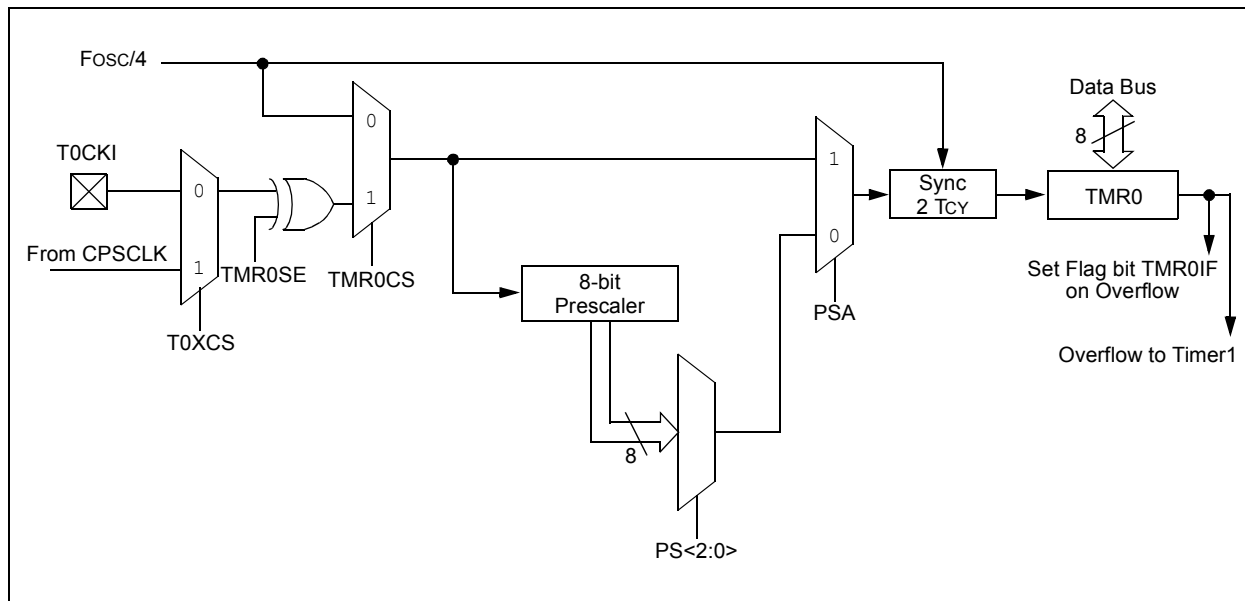 FOSC/4
Data Bus
8
T0CKI
0
1
0
1
Sync
2 TCY
TMR0
0
1
From CPSCLK
TMR0SE
TMR0CS
8-bit
Prescaler
PSA
Set Flag bit TMR0IF
on Overflow
T0XCS
Overflow to Timer1
8
PS<2:0>